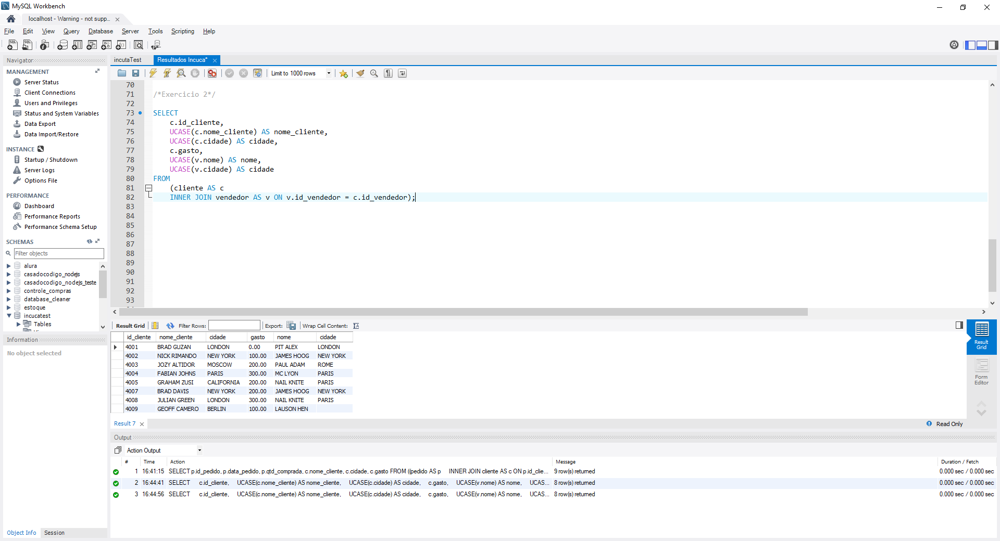 MySQL Workbench
localhost - Warning - not supp...
File Edit View Query Database Server Tools Scripting Help
Navigator
MANAGEMENT
Server Status
Client Connections
Users and Privileges
Status and System Variables
Data Export
Data Import/Restore
INSTANCE
Startup / Shutdown
Server Logs
Options File
PERFORMANCE
Dashboard
Performance Reports
Performance Schema Setup
SCHEMAS
Filter objects
alura
casadocodigo_nodejs
casadocodigo_nodejs_teste
controle_compras
database_cleaner
estoque
incucatest
Tables
Information
No object selected
Object Info Session
incutaTest Resultados Incuca*
Limit to 1000 rows
70
71 /*Exercicio 2*/
72
73 SELECT
74 c.id_cliente,
75 UCASE(c.nome_cliente) AS nome_cliente,
76 UCASE(c.cidade) AS cidade,
77 c.gasto,
78 UCASE(v.nome) AS nome,
79 UCASE(v.cidade) AS cidade
80 FROM
81 (cliente AS c
82 INNER JOIN vendedor AS v ON v.id_vendedor = c.id_vendedor);
83
84
85
86
87
88
89
90
91
92
93
Result Grid Filter Rows: Export: Wrap Cell Content:
id_cliente nome_cliente cidade gasto nome cidade
4001 BRAD GUZAN LONDON 0.00 PIT ALEX LONDON
4002 NICK RIMANDO NEW YORK 100.00 JAMES HOOG NEW YORK
4003 JOZY ALTIDOR MOSCOW 200.00 PAUL ADAM ROME
4004 FABIAN JOHNS PARIS 300.00 MC LYON PARIS
4005 GRAHAM ZUSI CALIFORNIA 200.00 NAIL KNITE PARIS
4007 BRAD DAVIS NEW YORK 200.00 JAMES HOOG NEW YORK
4008 JULIAN GREEN LONDON 300.00 NAIL KNITE PARIS
4009 GEOFF CAMERO BERLIN 100.00 LAUSON HEN
Result
Grid
Form
Editor
Result 7 Read Only
Output
Action Output
# Time Action Message Duration / Fetch
1 16:41:15 SELECT p.id_pedido, p.data_pedido, p.qtd_comprada, c.nome_cliente, c.cidade, c.gasto FROM ((pedido AS p INNER JOIN cliente AS c ON p.id_clie... 9 row(s) returned 0.000 sec / 0.000 sec
2 16:44:41 SELECT c.id_cliente, UCASE(c.nome_cliente) AS nome_cliente, UCASE(c.cidade) AS cidade, c.gasto, UCASE(v.nome) AS nome, UCAS... 8 row(s) returned 0.000 sec / 0.000 sec
3 16:44:56 SELECT c.id_cliente, UCASE(c.nome_cliente) AS nome_cliente, UCASE(c.cidade) AS cidade, c.gasto, UCASE(v.nome) AS nome, UCAS... 8 row(s) returned 0.000 sec / 0.000 sec